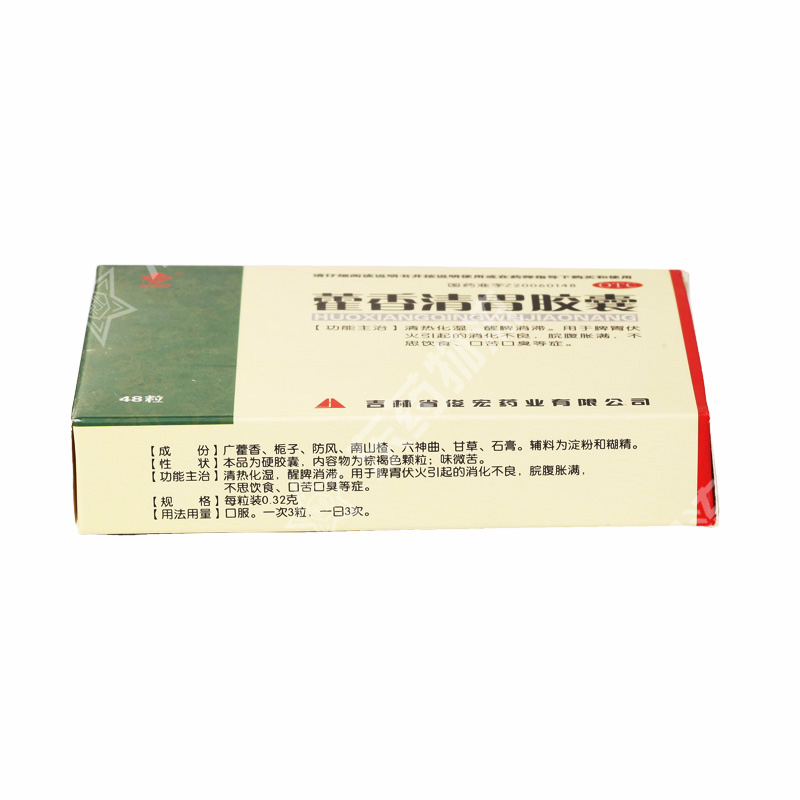 请仔细阅读说明书并按说明使用或在药师指导下购买和使用
国药准字Z20060148 OTC
藿香清胃胶囊
HUOXIANGQINGWEIJIAONANG
【功能主治】清热化湿,醒脾消滞。用于脾胃伏
火引起的消化不良,脘腹胀满,不
思饮食、口苦口臭等症。
48粒
吉林省俊宏药业有限公司
【成 份】广藿香、栀子、防风、南山楂、六神曲、甘草、石膏。辅料为淀粉和糊精。
【性 状】本品为硬胶囊,内容物为棕褐色颗粒;味微苦。
【功能主治】清热化湿,醒脾消滞。用于脾胃伏火引起的消化不良,脘腹胀满,
不思饮食、口苦口臭等症。
【规 格】每粒装0.32克
【用法用量】口服。一次3粒,一日3次。